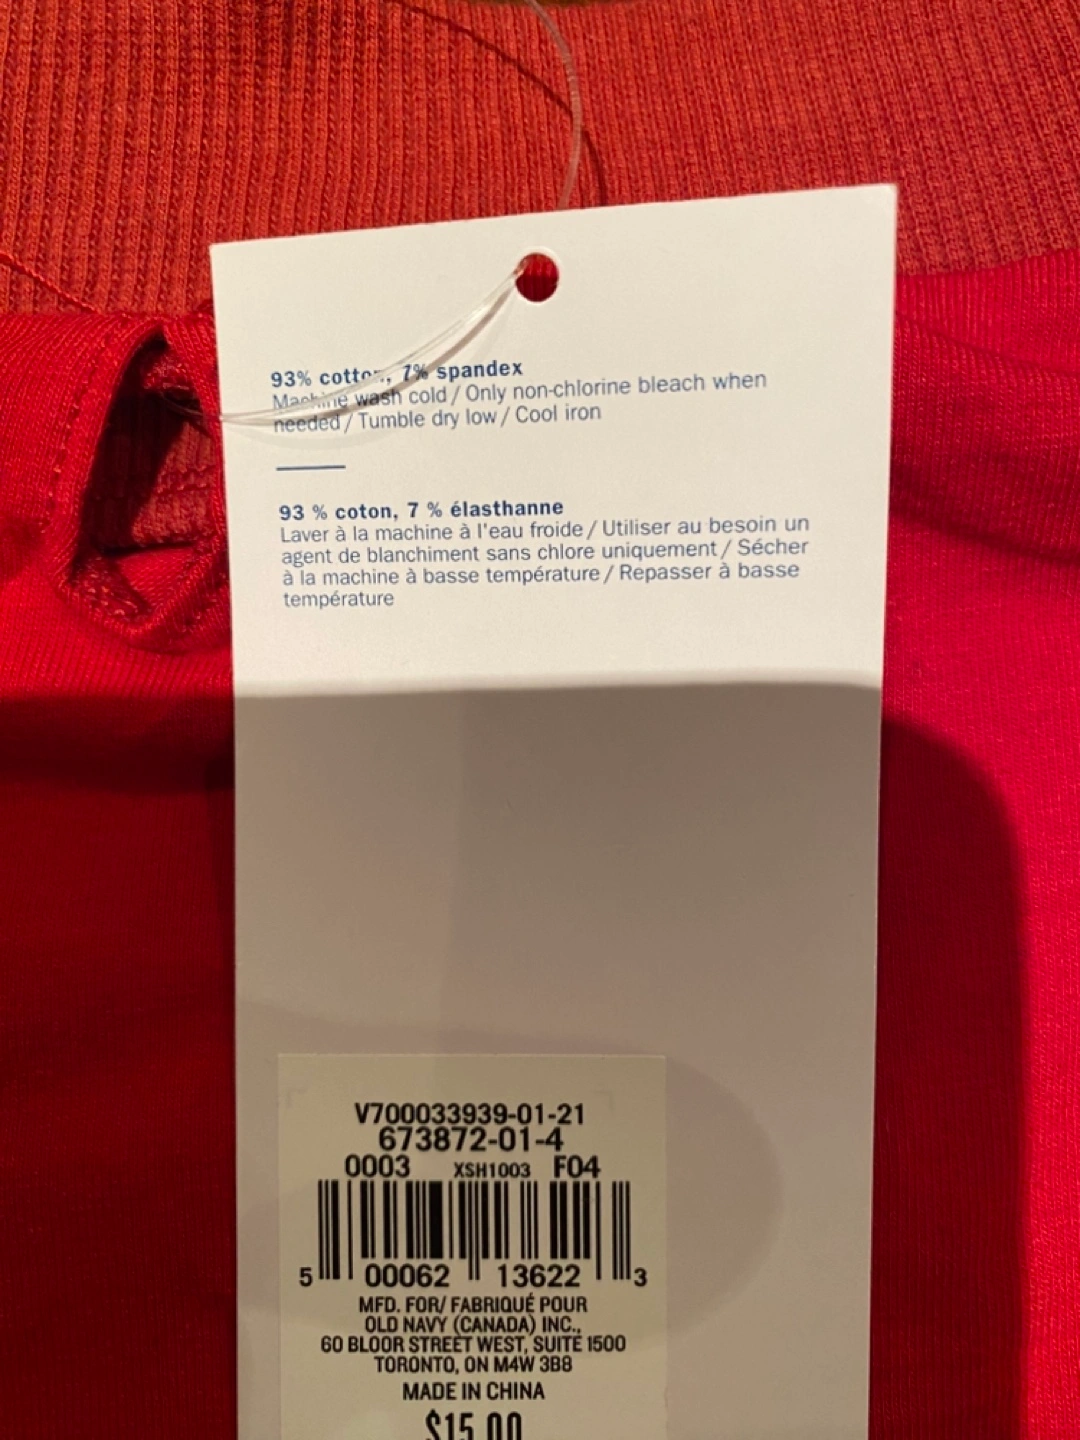 93% cotton, 7% spandex
Machine wash cold / Only non-chlorine bleach when
needed / Tumble dry low / Cool iron
93 % coton, 7 % élasthanne
Laver à la machine à l'eau froide / Utiliser au besoin un
agent de blanchiment sans chlore uniquement / Sécher
à la machine à basse température / Repasser à basse
température
V700033939-01-21
673872-01-4
0003 XSH1003 F04
5 00062 13622 3
MFD. FOR/ FABRIQUÉ POUR
OLD NAVY (CANADA) INC.,
60 BLOOR STREET WEST, SUITE 1500
TORONTO, ON M4W 3B8
MADE IN CHINA
$15.00